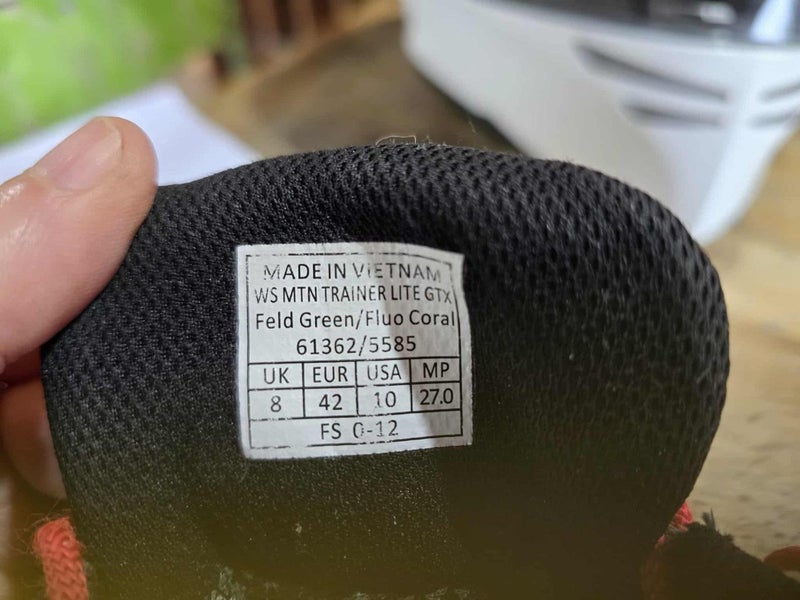 MADE IN VIETNAM
WS MTN TRAINER LITE GTX
Feld Green/Fluo Coral
61362/5585
UK EUR USA MP
8 42 10 27.0
FS 0-12